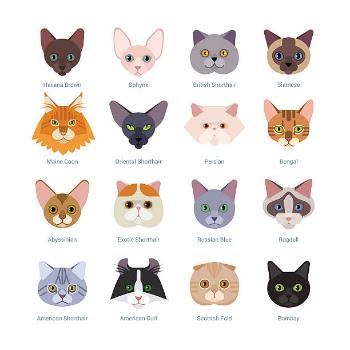 Havana Brown
Sphynx
British Shorthair
Siamese
Maine Coon
Oriental Shorthair
Persian
Bengal
Abyssinian
Exotic Shorthair
Russian Blue
Ragdoll
American Shorthair
American Curl
Scottish Fold
Bombay